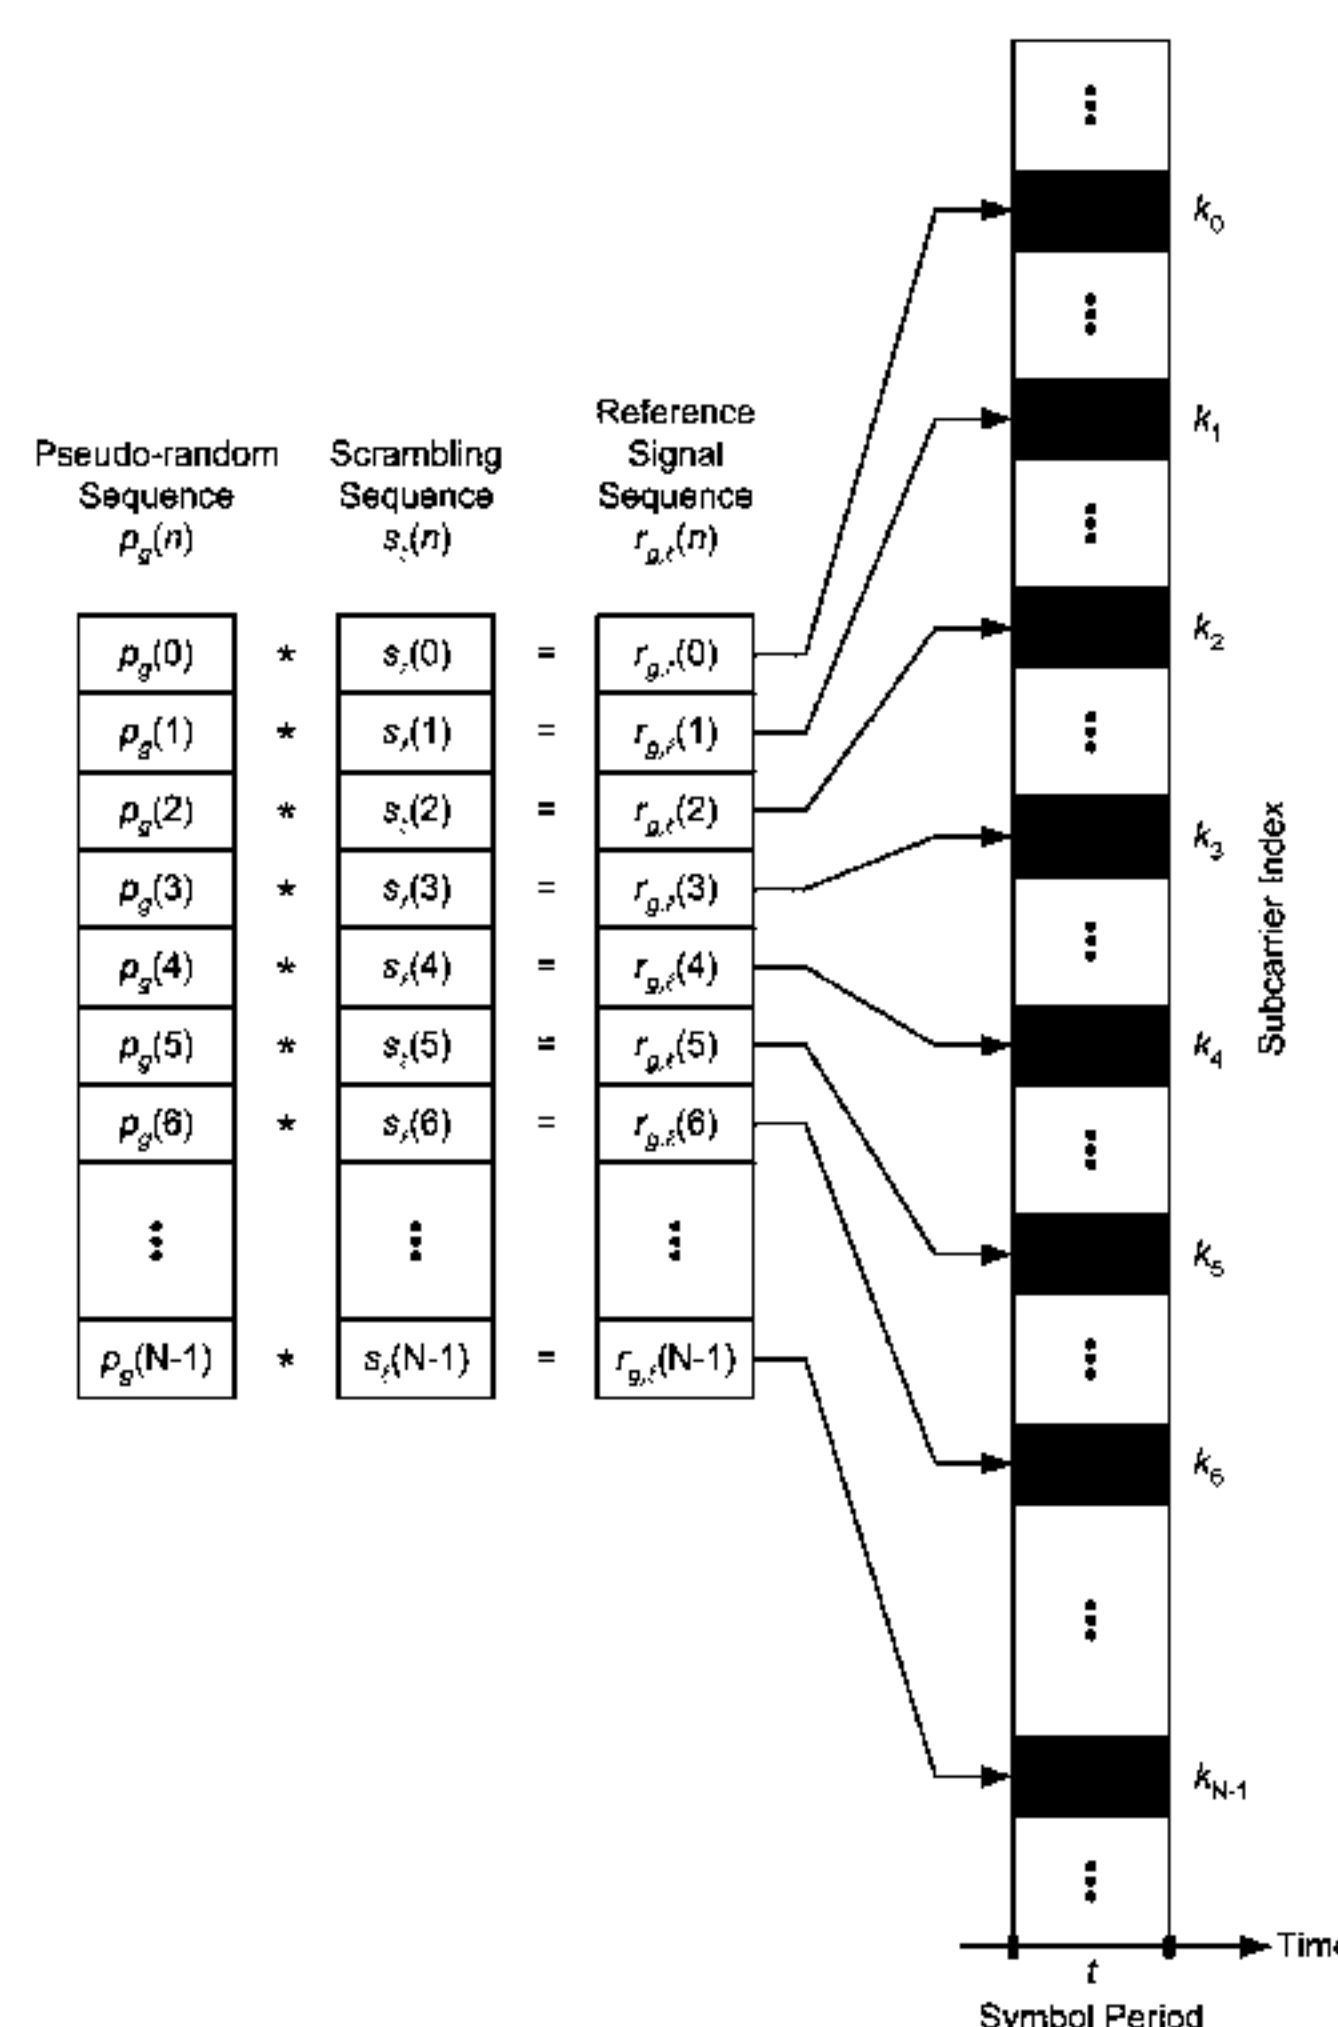 Pseudo-random
Sequence
p_g(n)
Scrambling
Sequence
s_t(n)
Reference
Signal
Sequence
r_g,t(n)
p_g(0) * s_t(0) = r_g,t(0)
p_g(1) * s_t(1) = r_g,t(1)
p_g(2) * s_t(2) = r_g,t(2)
p_g(3) * s_t(3) = r_g,t(3)
p_g(4) * s_t(4) = r_g,t(4)
p_g(5) * s_t(5) = r_g,t(5)
p_g(6) * s_t(6) = r_g,t(6)
p_g(N-1) * s_t(N-1) = r_g,t(N-1)
k_0
k_1
k_2
k_3
k_4
k_5
k_6
k_N-1
Subcarrier Index
Time
t
Symbol Period